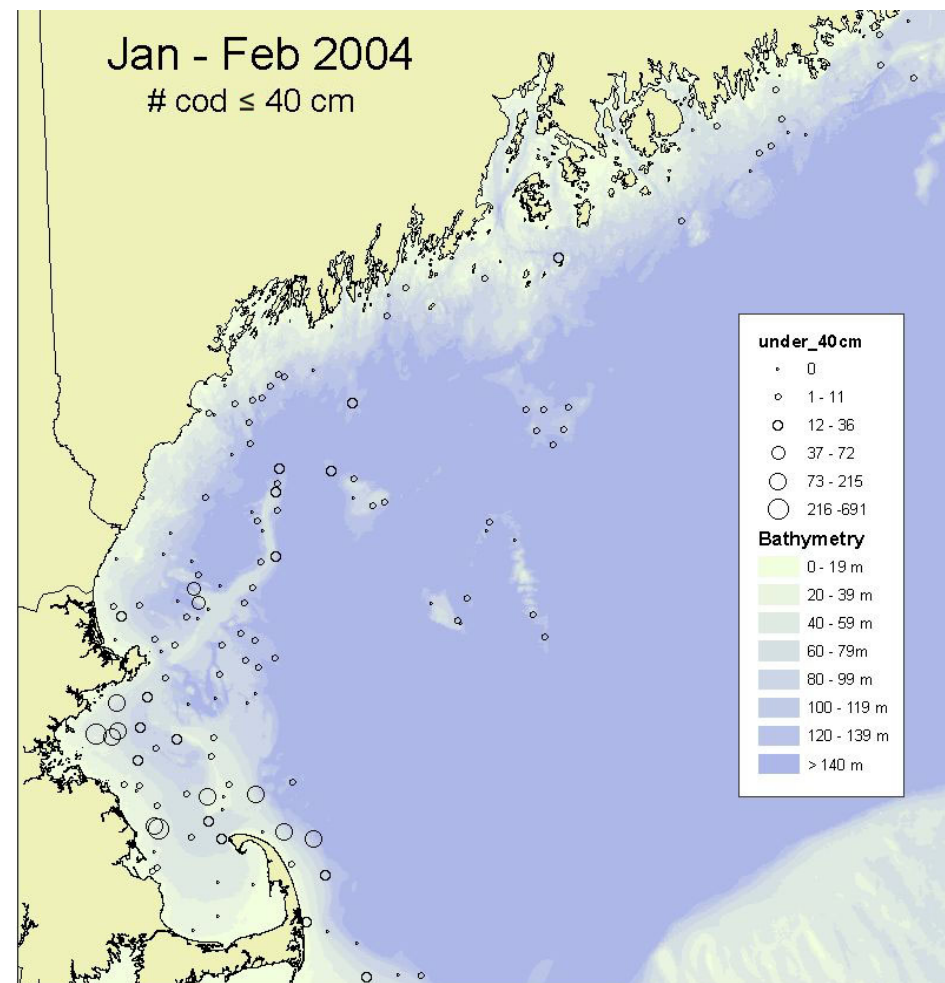 Jan - Feb 2004
# cod ≤ 40 cm
under_40cm
0
1 - 11
12 - 36
37 - 72
73 - 215
216 -691
Bathymetry
0 - 19 m
20 - 39 m
40 - 59 m
60 - 79m
80 - 99 m
100 - 119 m
120 - 139 m
> 140 m